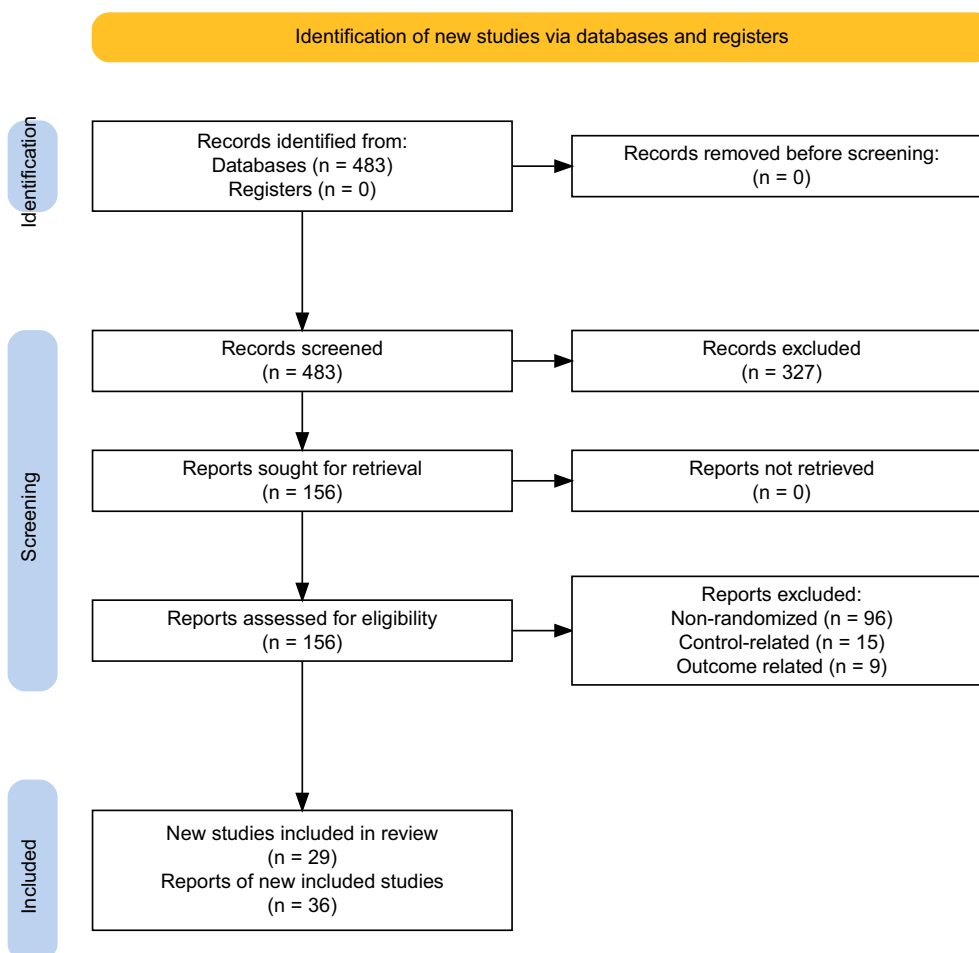 Identification of new studies via databases and registers
Identification
Records identified from:
Databases (n = 483)
Registers (n = 0)
Records removed before screening:
(n = 0)
Screening
Records screened
(n = 483)
Records excluded
(n = 327)
Reports sought for retrieval
(n = 156)
Reports not retrieved
(n = 0)
Reports assessed for eligibility
(n = 156)
Reports excluded:
Non-randomized (n = 96)
Control-related (n = 15)
Outcome related (n = 9)
Included
New studies included in review
(n = 29)
Reports of new included studies
(n = 36)